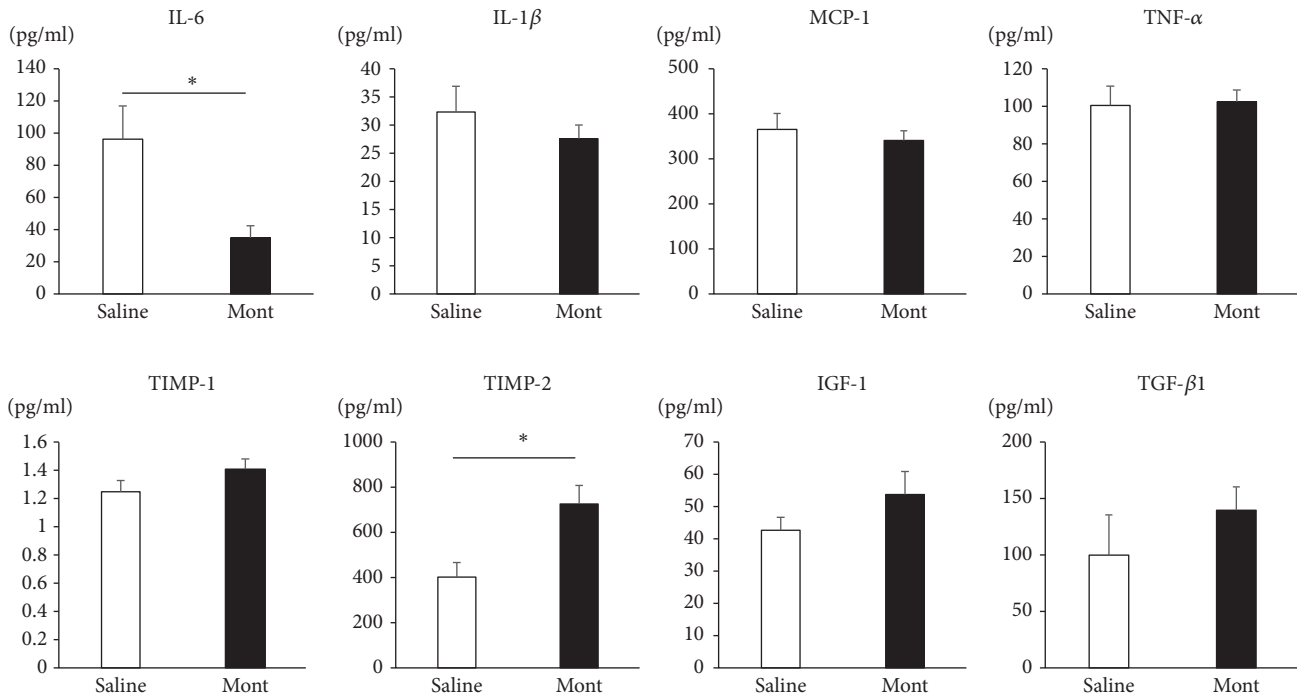 IL-6
(pg/ml)
140
120
100
80
60
40
20
0
*
Saline Mont
IL-1β
(pg/ml)
40
35
30
25
20
15
10
5
0
Saline Mont
MCP-1
(pg/ml)
500
400
300
200
100
0
Saline Mont
TNF-α
(pg/ml)
120
100
80
60
40
20
0
Saline Mont
TIMP-1
(pg/ml)
1.6
1.4
1.2
1
0.8
0.6
0.4
0.2
0
Saline Mont
TIMP-2
(pg/ml)
1000
800
600
400
200
0
*
Saline Mont
IGF-1
(pg/ml)
70
60
50
40
30
20
10
0
Saline Mont
TGF-β1
(pg/ml)
200
150
100
50
0
Saline Mont